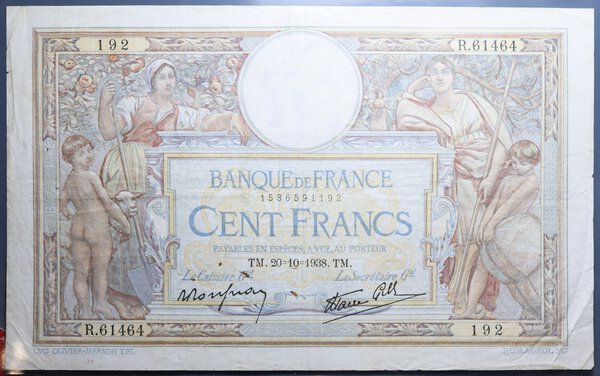 192 R.61464
BANQUE DE FRANCE
1536591192
CENT FRANCS
PAYABLES EN ESPÈCES, A VUE, AU PORTEUR
TM. 20=10=1938. TM.
Le Caissier Gal Le Secrétaire Gal
R.61464 192
LVC OLIVIER-MERSON DEL ROMAGNOL SC